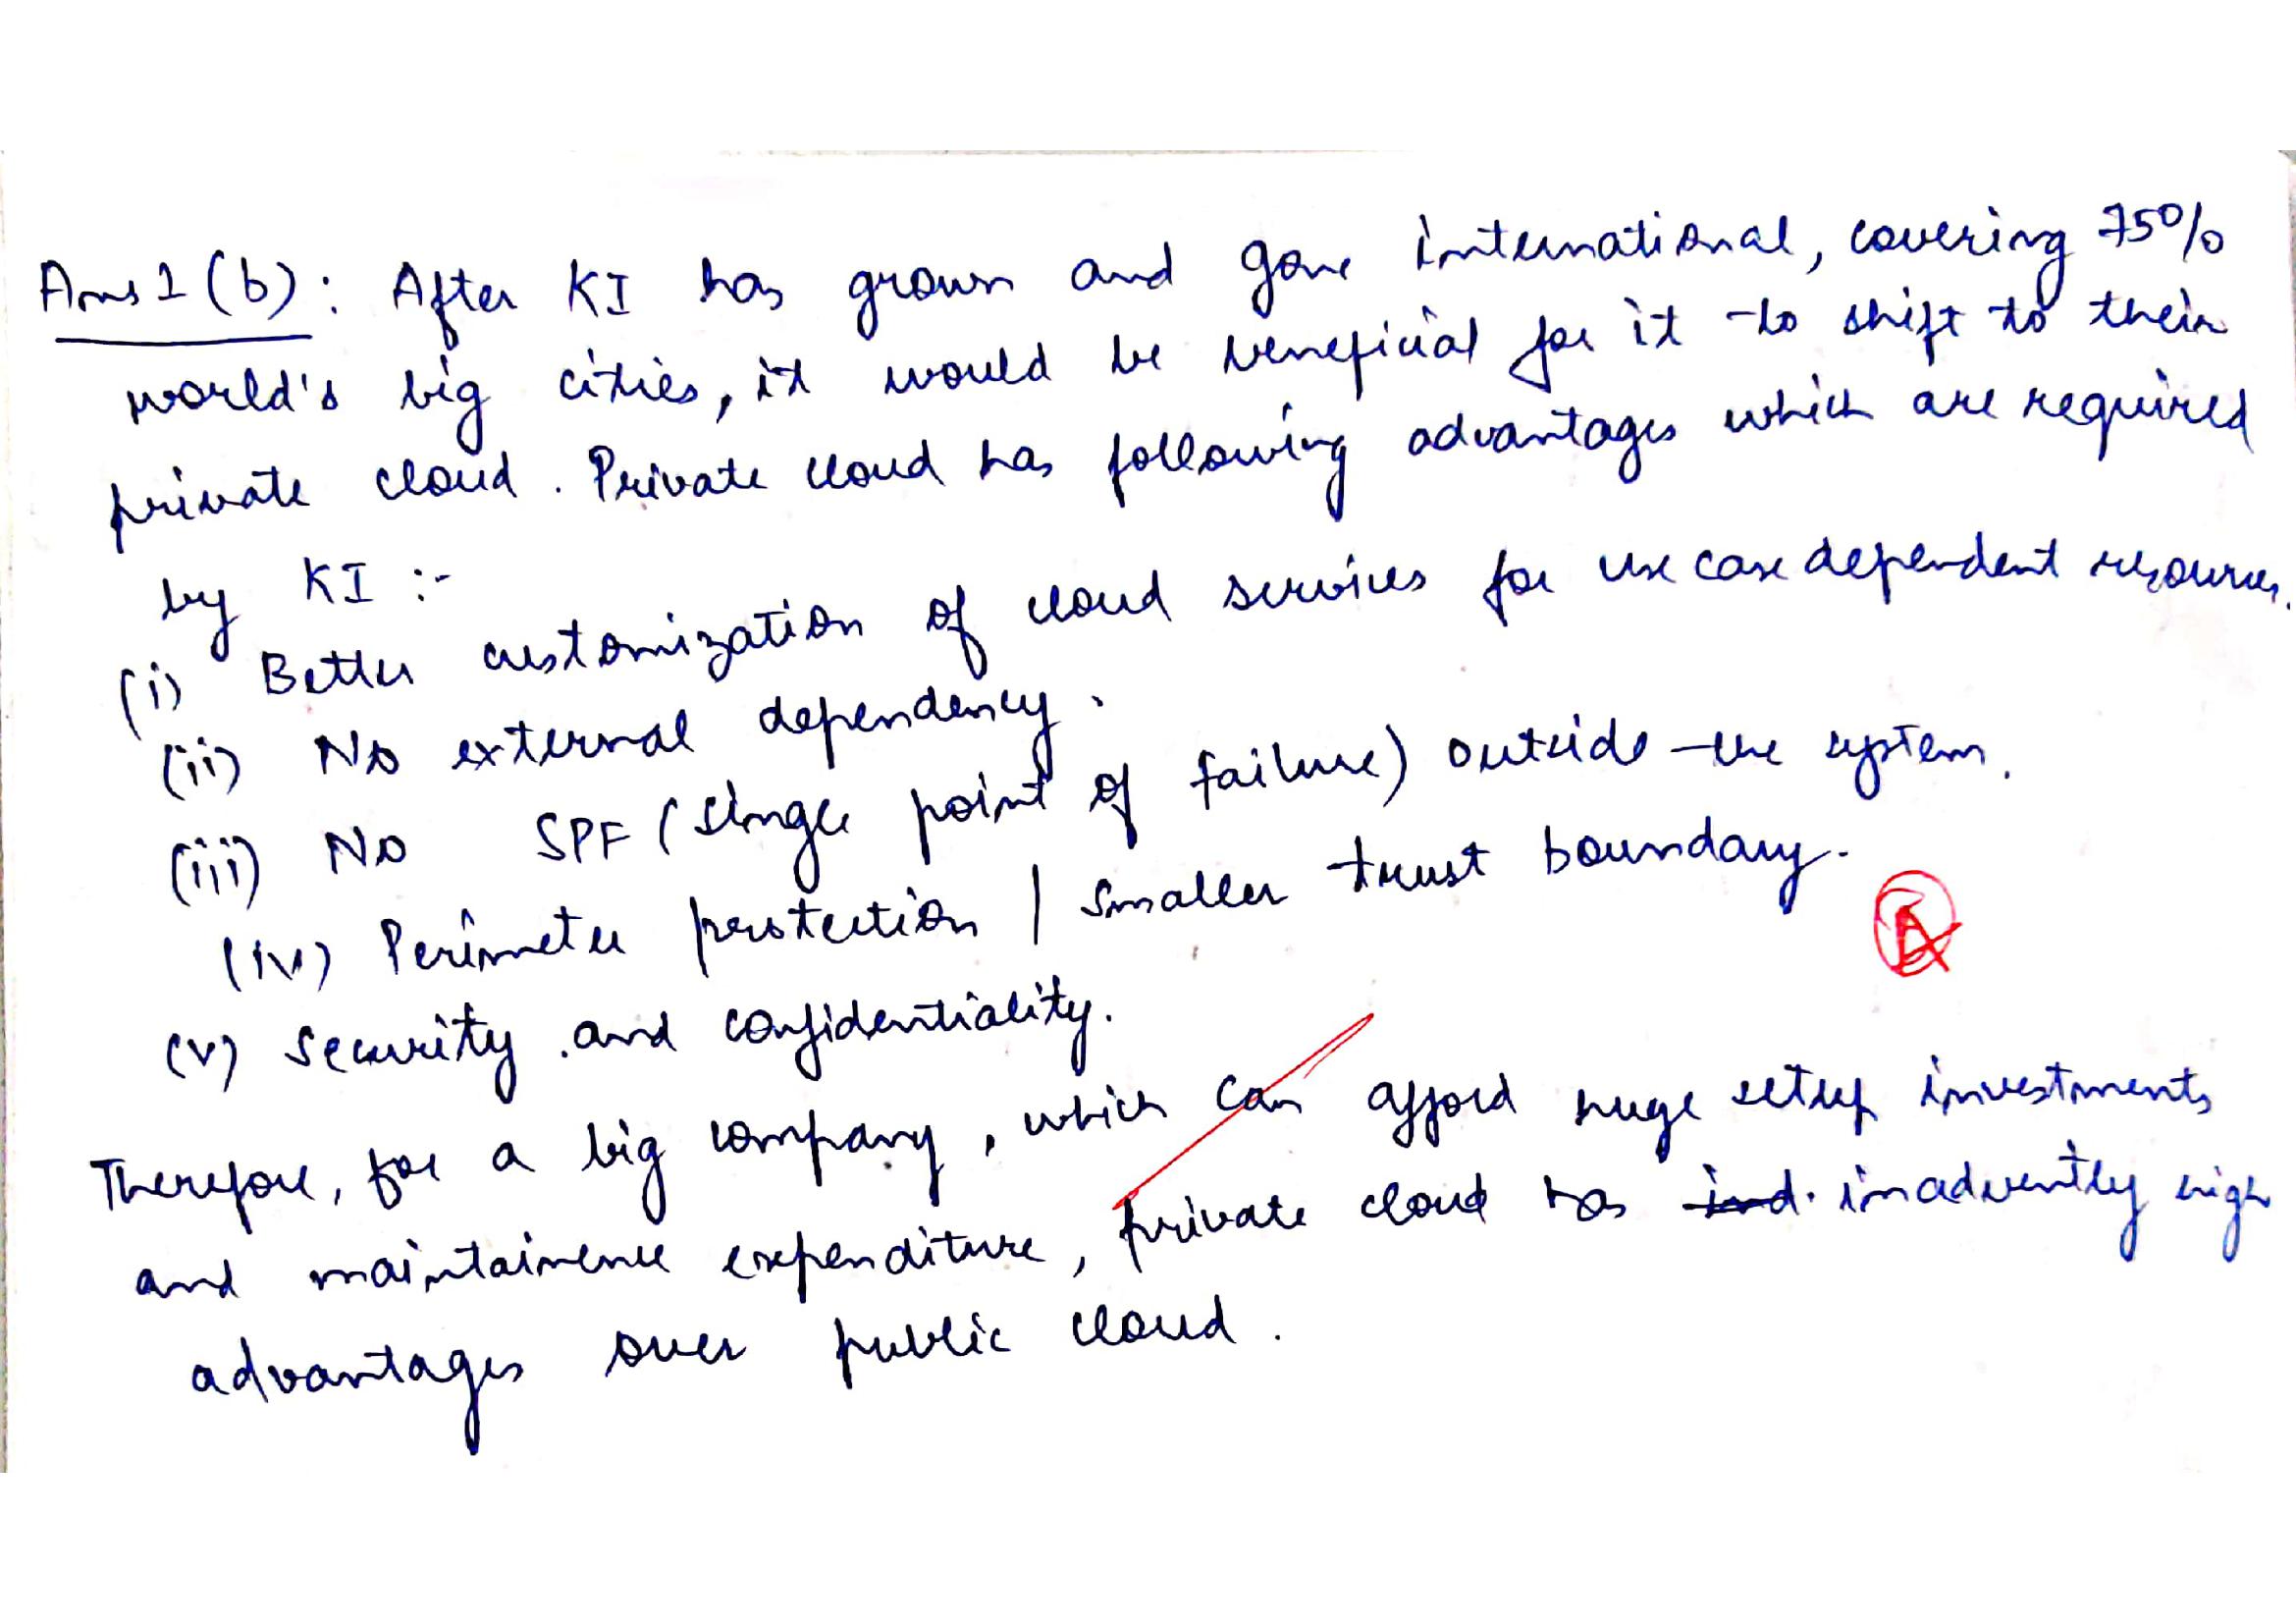 Ans 1 (b): After KI has grown and gone international, covering 75%
world's big cities, it would be beneficial for it to shift to their
private cloud. Private cloud has following advantages which are required
by KI :-
(i) Better customization of cloud services for use case dependent resources.
(ii) No external dependency.
(iii) No SPF (single point of failure) outside the system.
(iv) Perimeter protection / smaller trust boundary.
(v) Security and confidentiality.
Therefore, for a big company, which can afford huge setup investments
and maintainence expenditure, private cloud has ind. inadvently high
advantages over public cloud.